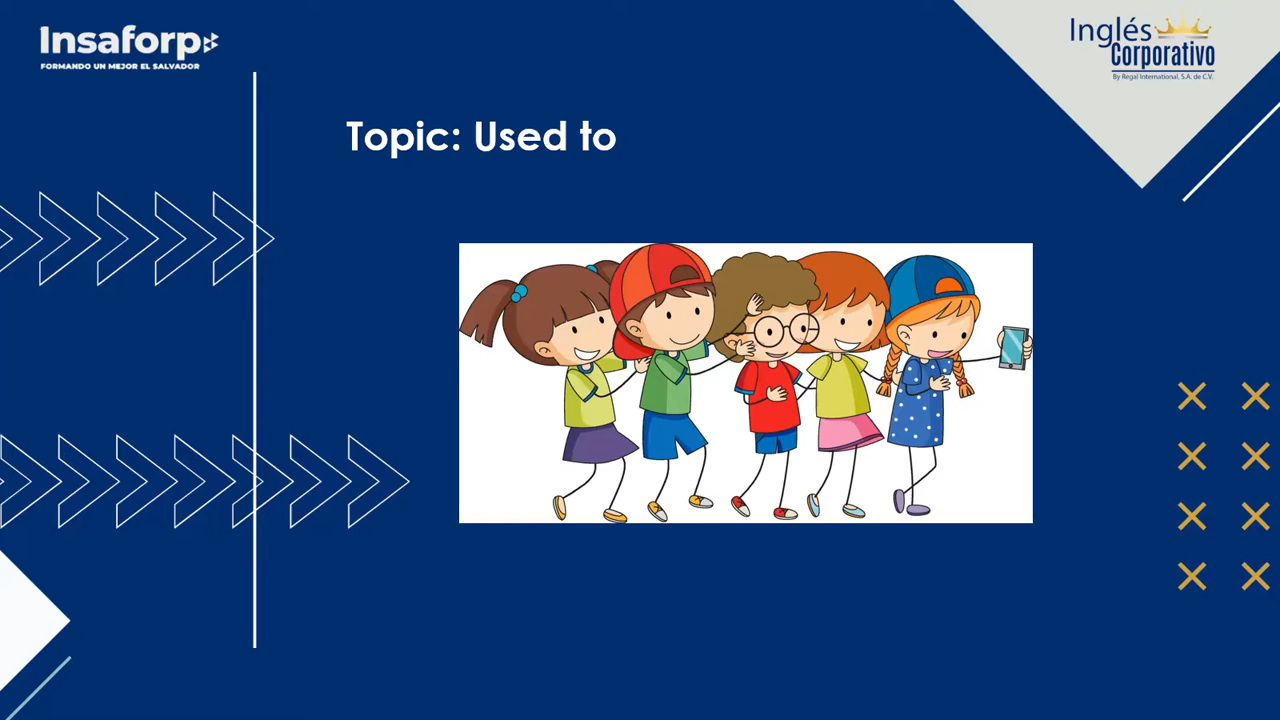 Insaforp
FORMANDO UN MEJOR EL SALVADOR
Inglés
Corporativo
By Regal International, S.A. de C.V.
Topic: Used to